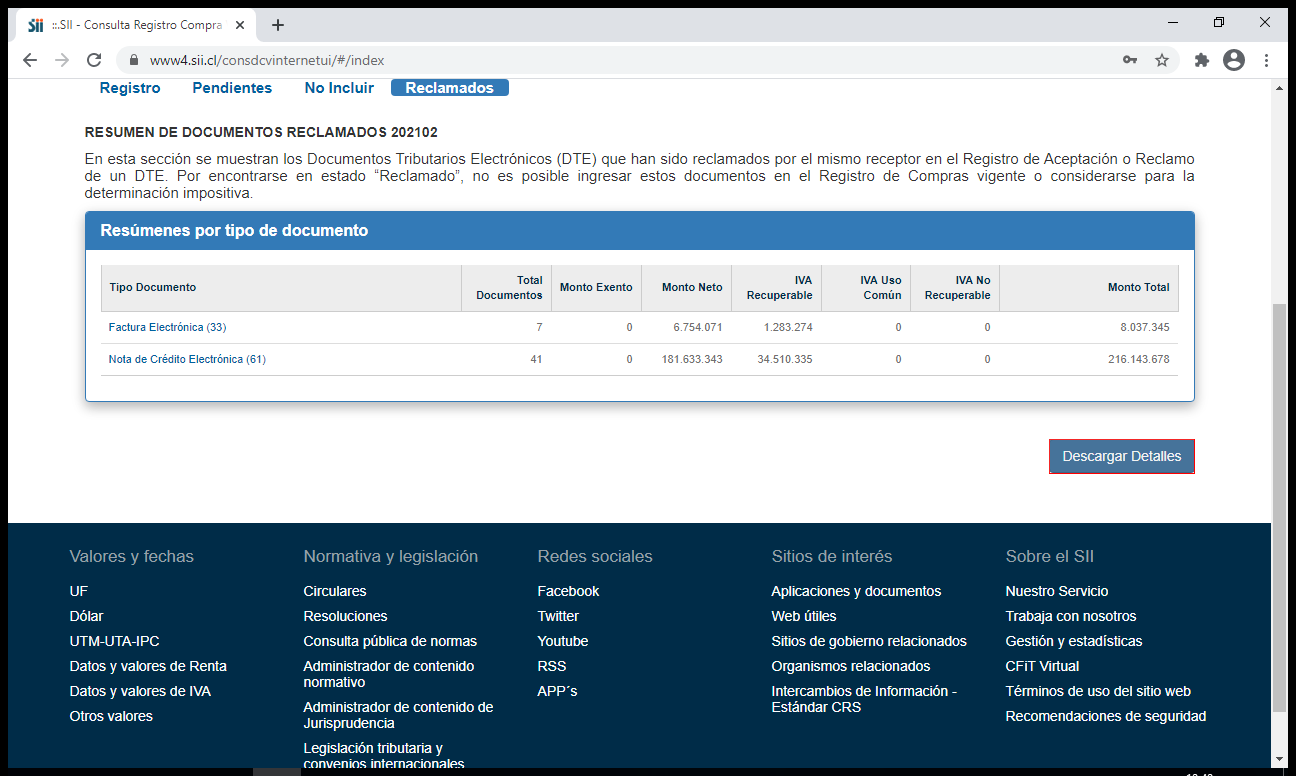 SII ::.SII - Consulta Registro Compra
www4.sii.cl/consdcvinternetui/#/index
Registro Pendientes No Incluir Reclamados
RESUMEN DE DOCUMENTOS RECLAMADOS 202102
En esta sección se muestran los Documentos Tributarios Electrónicos (DTE) que han sido reclamados por el mismo receptor en el Registro de Aceptación o Reclamo
de un DTE. Por encontrarse en estado “Reclamado”, no es posible ingresar estos documentos en el Registro de Compras vigente o considerarse para la
determinación impositiva.
Resúmenes por tipo de documento
Tipo Documento Total Documentos Monto Exento Monto Neto IVA Recuperable IVA Uso Común IVA No Recuperable Monto Total
Factura Electrónica (33) 7 0 6.754.071 1.283.274 0 0 8.037.345
Nota de Crédito Electrónica (61) 41 0 181.633.343 34.510.335 0 0 216.143.678
Descargar Detalles
Valores y fechas
UF
Dólar
UTM-UTA-IPC
Datos y valores de Renta
Datos y valores de IVA
Otros valores
Normativa y legislación
Circulares
Resoluciones
Consulta pública de normas
Administrador de contenido
normativo
Administrador de contenido de
Jurisprudencia
Legislación tributaria y
convenios internacionales
Redes sociales
Facebook
Twitter
Youtube
RSS
APP´s
Sitios de interés
Aplicaciones y documentos
Web útiles
Sitios de gobierno relacionados
Organismos relacionados
Intercambios de Información -
Estándar CRS
Sobre el SII
Nuestro Servicio
Trabaja con nosotros
Gestión y estadísticas
CFiT Virtual
Términos de uso del sitio web
Recomendaciones de seguridad